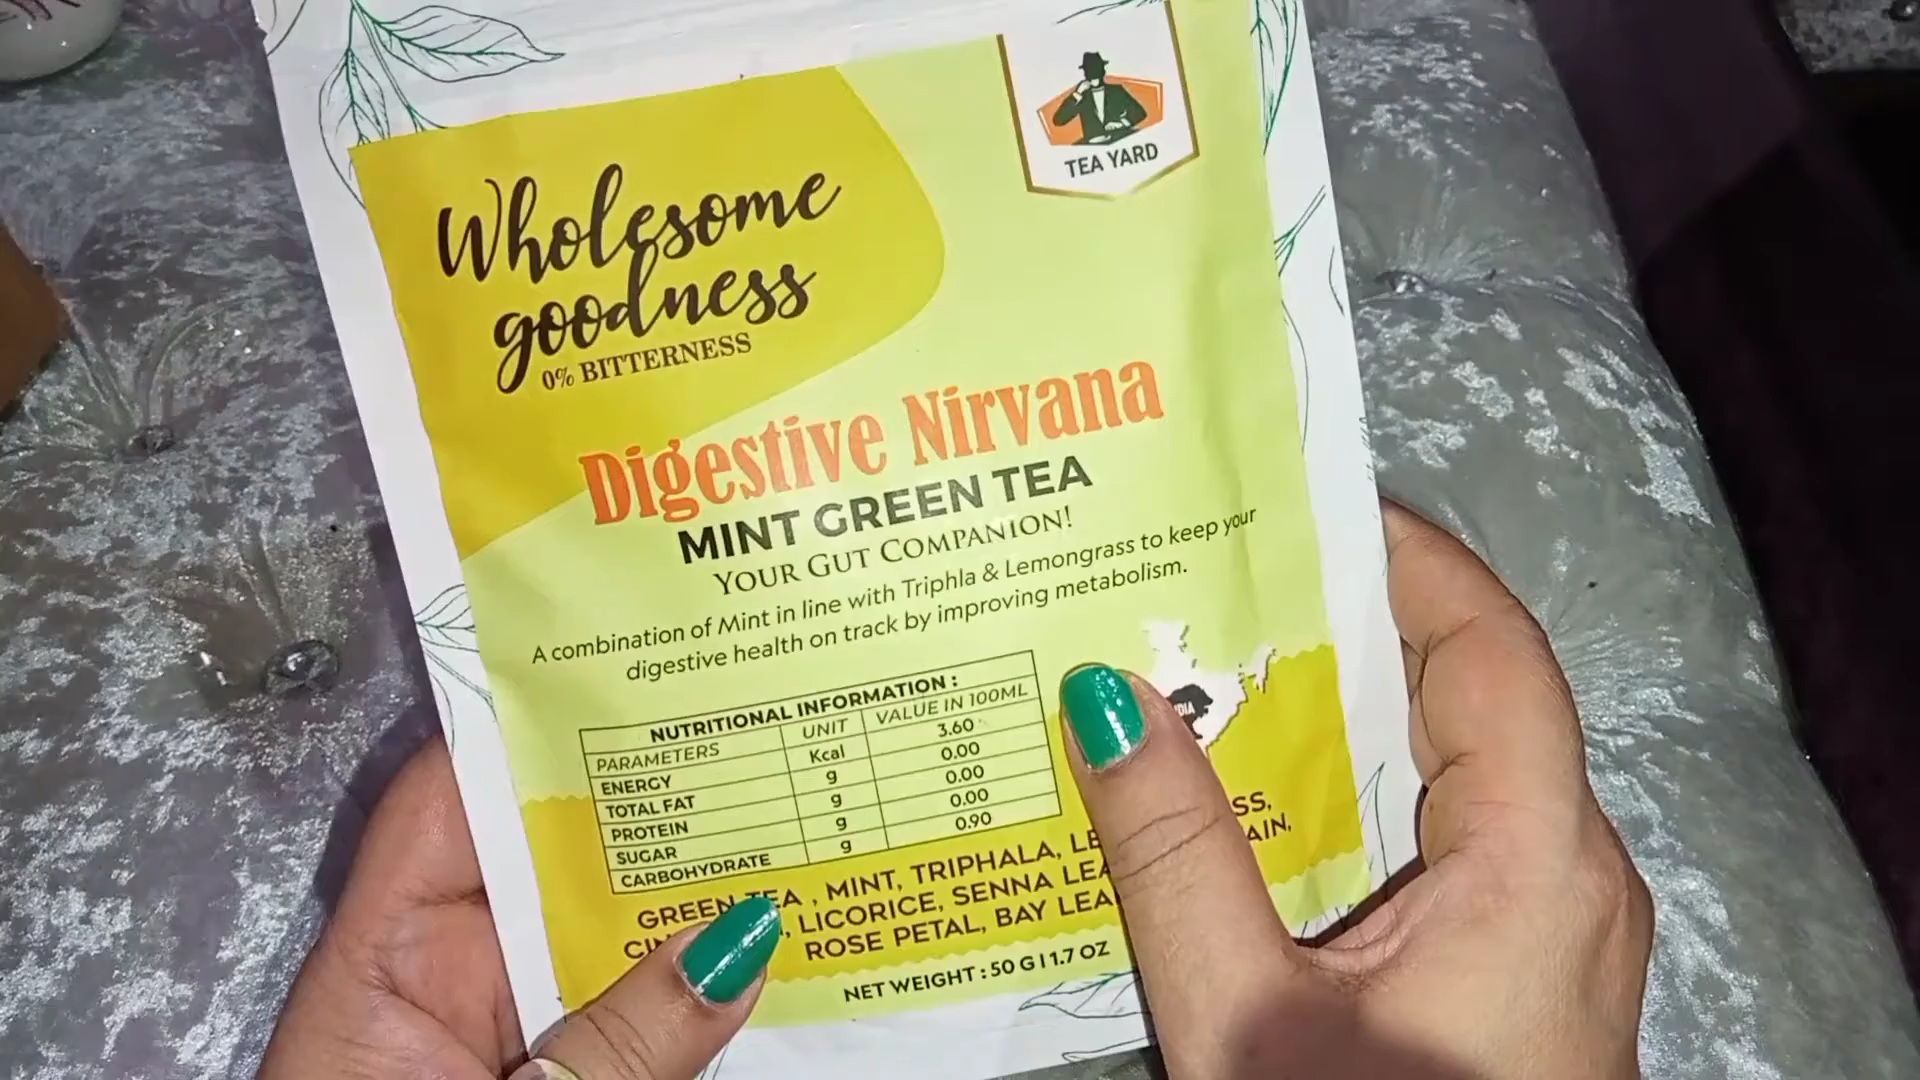 TEA YARD
Wholesome
goodness
0% BITTERNESS
Digestive Nirvana
MINT GREEN TEA
YOUR GUT COMPANION!
A combination of Mint in line with Triphla & Lemongrass to keep your
digestive health on track by improving metabolism.
NUTRITIONAL INFORMATION :
PARAMETERS UNIT VALUE IN 100ML
ENERGY Kcal 3.60
TOTAL FAT g 0.00
PROTEIN g 0.00
SUGAR g 0.00
CARBOHYDRATE g 0.90
GREEN TEA , MINT, TRIPHALA,
LICORICE, SENNA
ROSE PETAL, BAY
NET WEIGHT : 50 G | 1.7 OZ